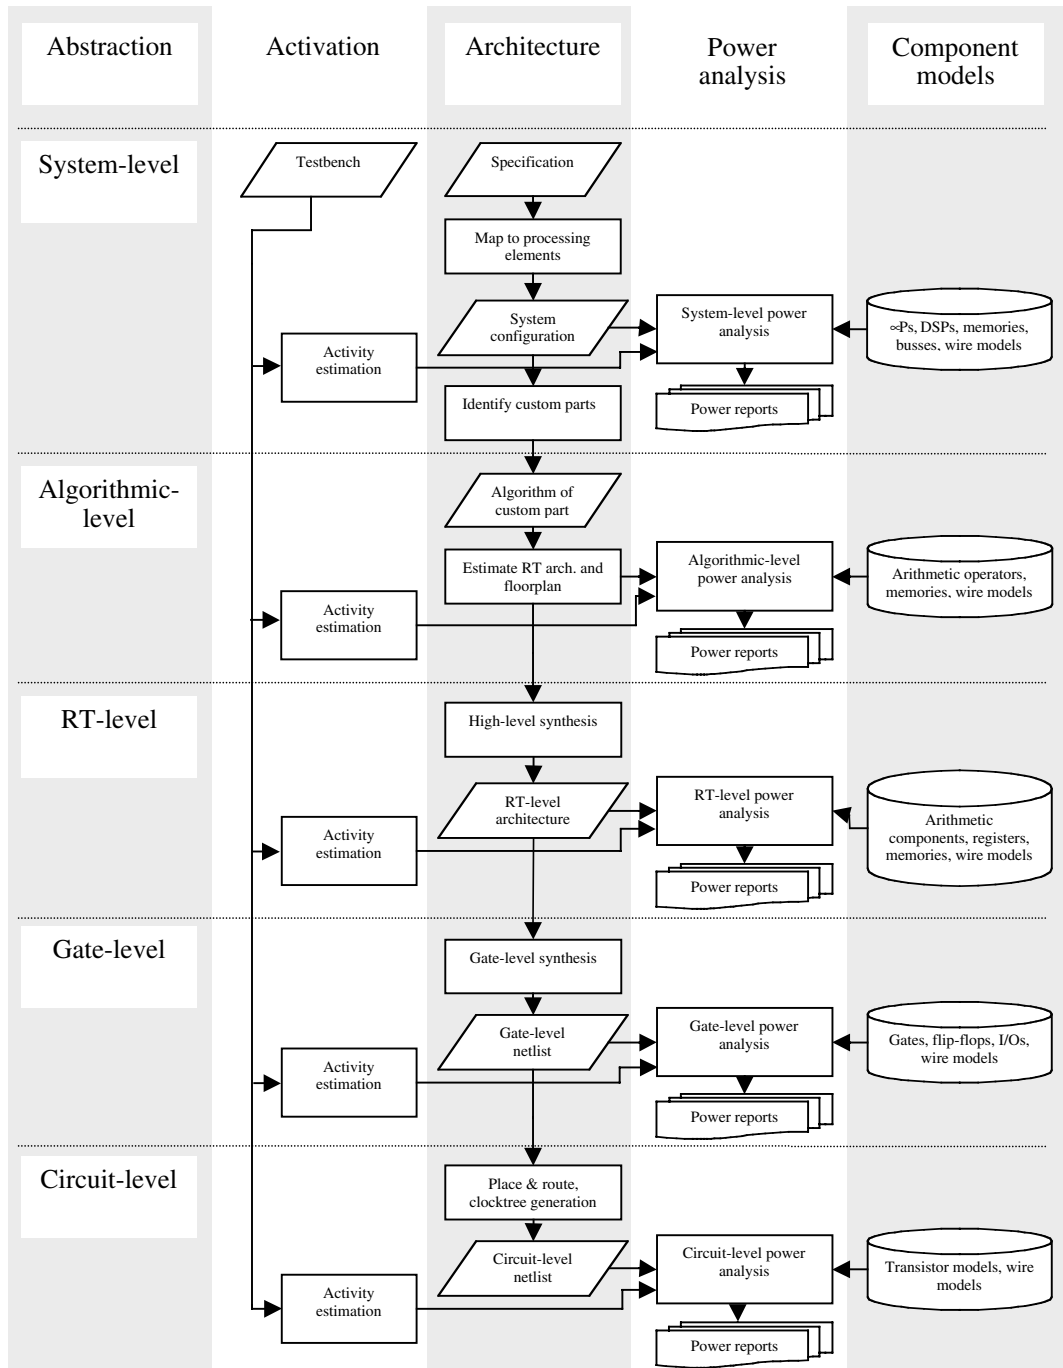 Abstraction
Activation
Architecture
Power
analysis
Component
models
System-level
Testbench
Specification
Map to processing
elements
System
configuration
System-level power
analysis
∝Ps, DSPs, memories,
busses, wire models
Activity
estimation
Identify custom parts
Power reports
Algorithmic-
level
Algorithm of
custom part
Estimate RT arch. and
floorplan
Algorithmic-level
power analysis
Arithmetic operators,
memories, wire models
Activity
estimation
Power reports
RT-level
High-level synthesis
RT-level
architecture
RT-level power
analysis
Arithmetic
components, registers,
memories, wire models
Activity
estimation
Power reports
Gate-level
Gate-level synthesis
Gate-level
netlist
Gate-level power
analysis
Gates, flip-flops, I/Os,
wire models
Activity
estimation
Power reports
Circuit-level
Place & route,
clocktree generation
Circuit-level
netlist
Circuit-level power
analysis
Transistor models, wire
models
Activity
estimation
Power reports